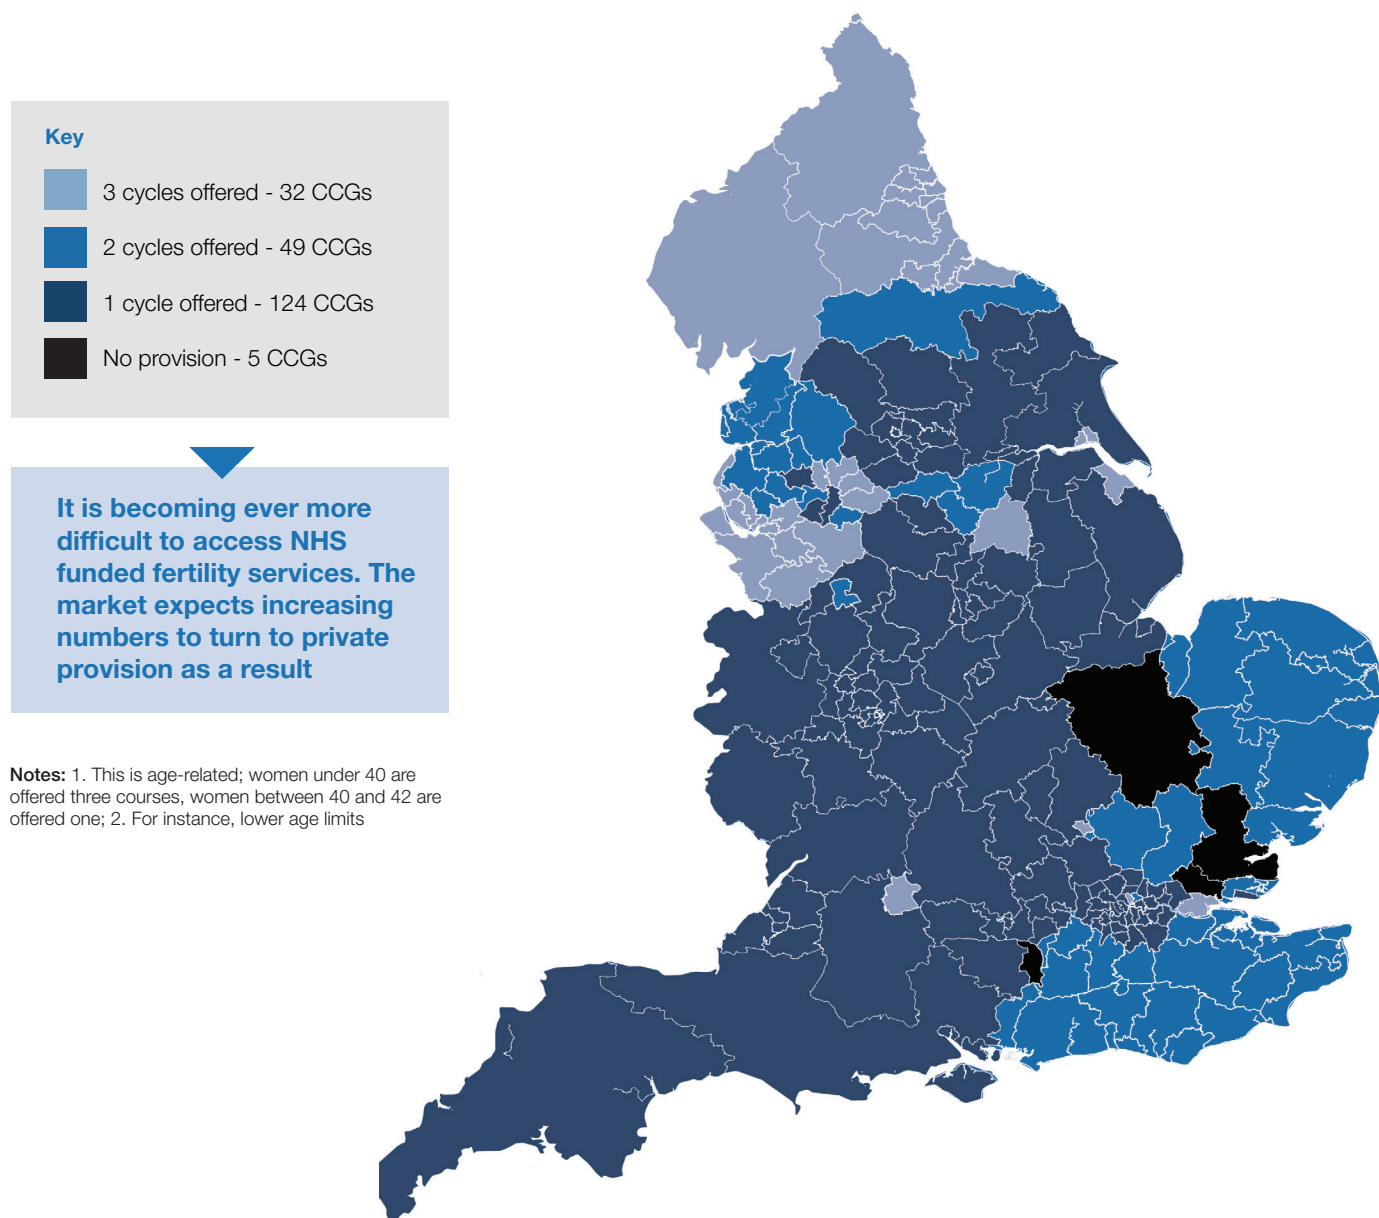 Key
3 cycles offered - 32 CCGs
2 cycles offered - 49 CCGs
1 cycle offered - 124 CCGs
No provision - 5 CCGs
It is becoming ever more
difficult to access NHS
funded fertility services. The
market expects increasing
numbers to turn to private
provision as a result
Notes: 1. This is age-related; women under 40 are
offered three courses, women between 40 and 42 are
offered one; 2. For instance, lower age limits